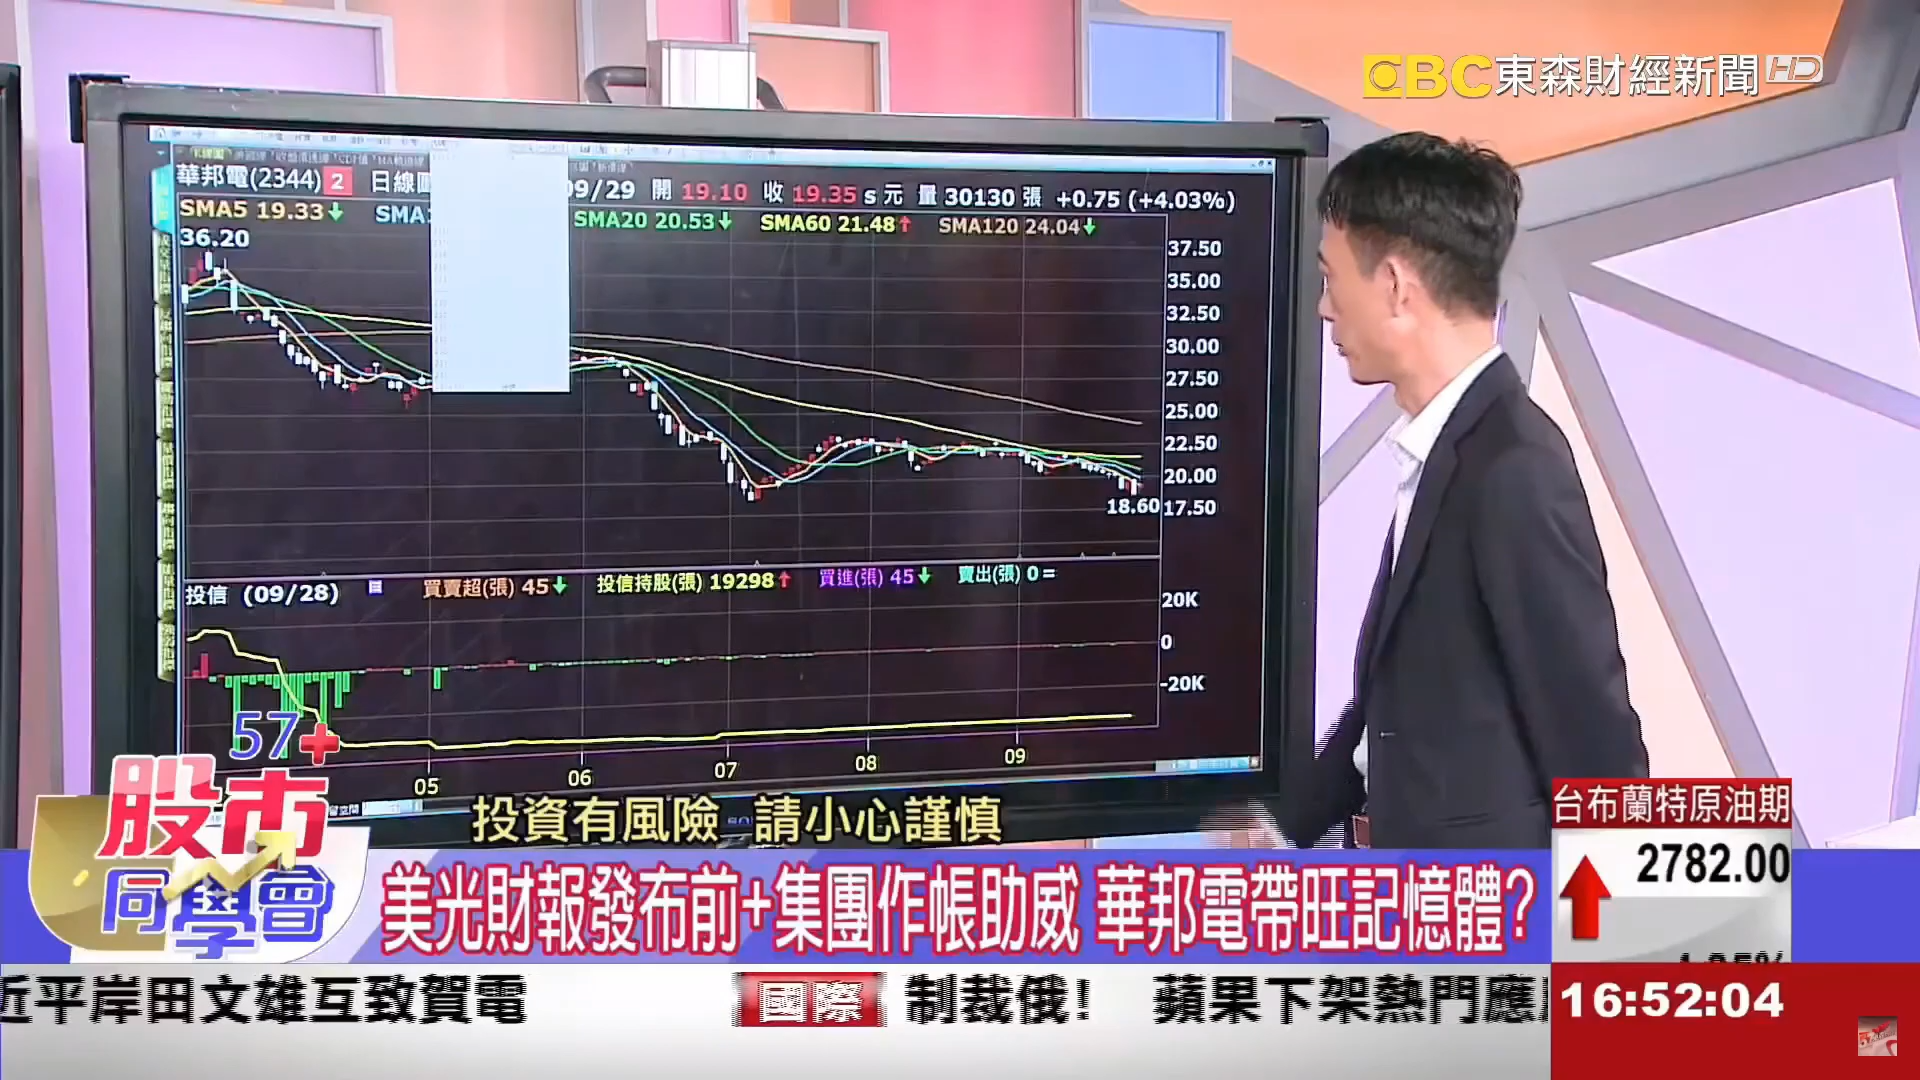 EBC 東森財經新聞 HD
華邦電(2344) 2 日線圖 09/29 開 19.10 收 19.35 s 元 量 30130 張 +0.75 (+4.03%)
SMA5 19.33↓ SMA SMA20 20.53↓ SMA60 21.48↑ SMA120 24.04↓
36.20
37.50
35.00
32.50
30.00
27.50
25.00
22.50
20.00
18.60
17.50
投信 (09/28) 買賣超(張) 45↓ 投信持股(張) 19298↑ 買進(張) 45↓ 賣出(張) 0=
20K
0
-20K
05 06 07 08 09
57+
股市
同學會
投資有風險 請小心謹慎
台布蘭特原油期
2782.00
美光財報發布前+集團作帳助威 華邦電帶旺記憶體?
近平岸田文雄互致賀電 國際 制裁俄! 蘋果下架熱門應
16:52:04